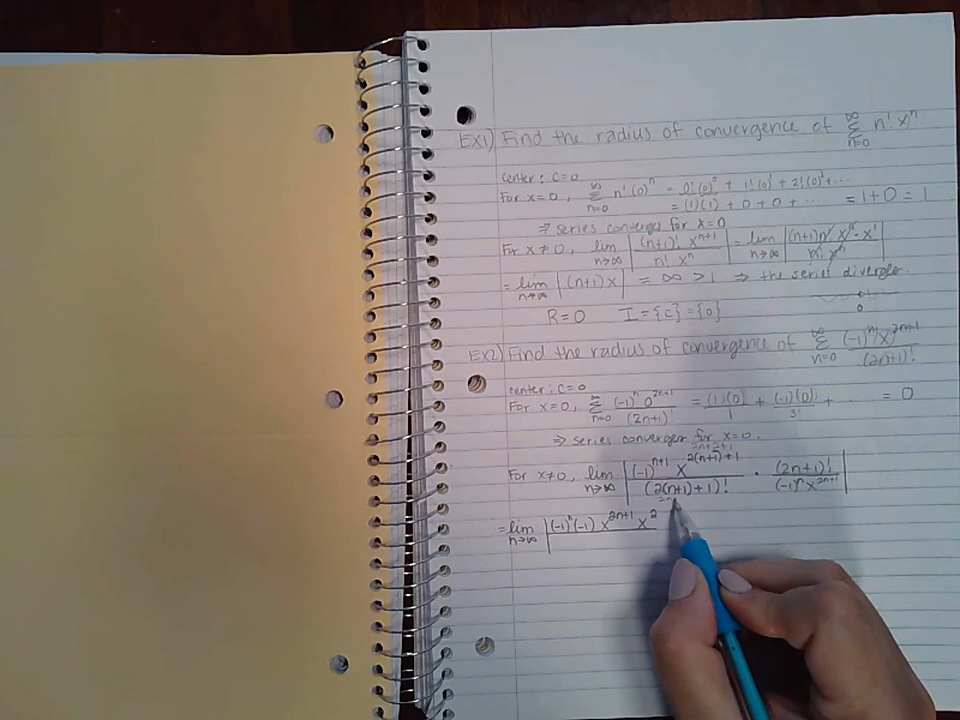 EX1) Find the radius of convergence of ∞ Σ n=0 n! xⁿ
center: c=0
For x=0, ∞ Σ n=0 n! (0)ⁿ = 0!(0)⁰ + 1!(0)¹ + 2!(0)²+...
= (1)(1) + 0 + 0 + ... = 1+0 = 1
⇒ series converges for x=0
For x≠0, lim n→∞ | (n+1)! xⁿ⁺¹ / n! xⁿ | = lim n→∞ | (n+1)n! xⁿ · x¹ / n! xⁿ |
= lim n→∞ | (n+1)x | = ∞ > 1 ⇒ the series diverges.
R=0 I={c}={0} 0
EX2) Find the radius of convergence of ∞ Σ n=0 (-1)ⁿ x²ⁿ⁺¹ / (2n+1)!
center: c=0
For x=0, ∞ Σ n=0 (-1)ⁿ 0²ⁿ⁺¹ / (2n+1)! = (1)(0) / 1 + (-1)(0) / 3! + ... = 0
⇒ series converges for x=0.
2n+2+1
For x≠0, lim n→∞ | (-1)ⁿ⁺¹ x²⁽ⁿ⁺¹⁾⁺¹ / (2(n+1)+1)! · (2n+1)! / (-1)ⁿ x²ⁿ⁺¹ |
= lim n→∞ | (-1)ⁿ(-1) x²ⁿ⁺¹ x²